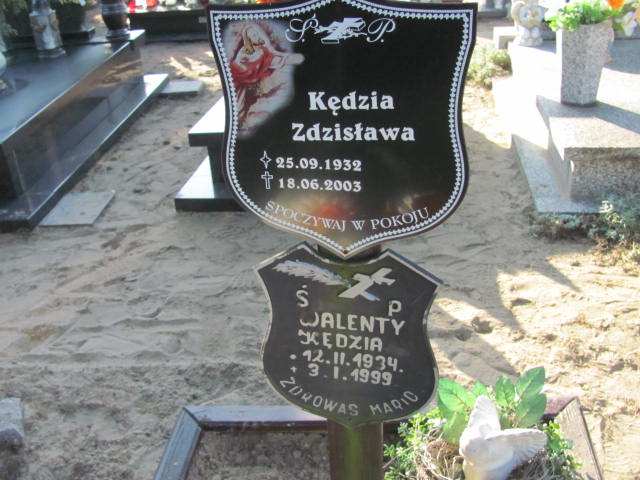 Ś. P.
Kędzia
Zdzisława
25.09.1932
18.06.2003
SPOCZYWAJ W POKOJU
Ś P
WALENTY
KĘDZIA
12.11.1934.
3.1.1999
ZDROWAŚ MARIO